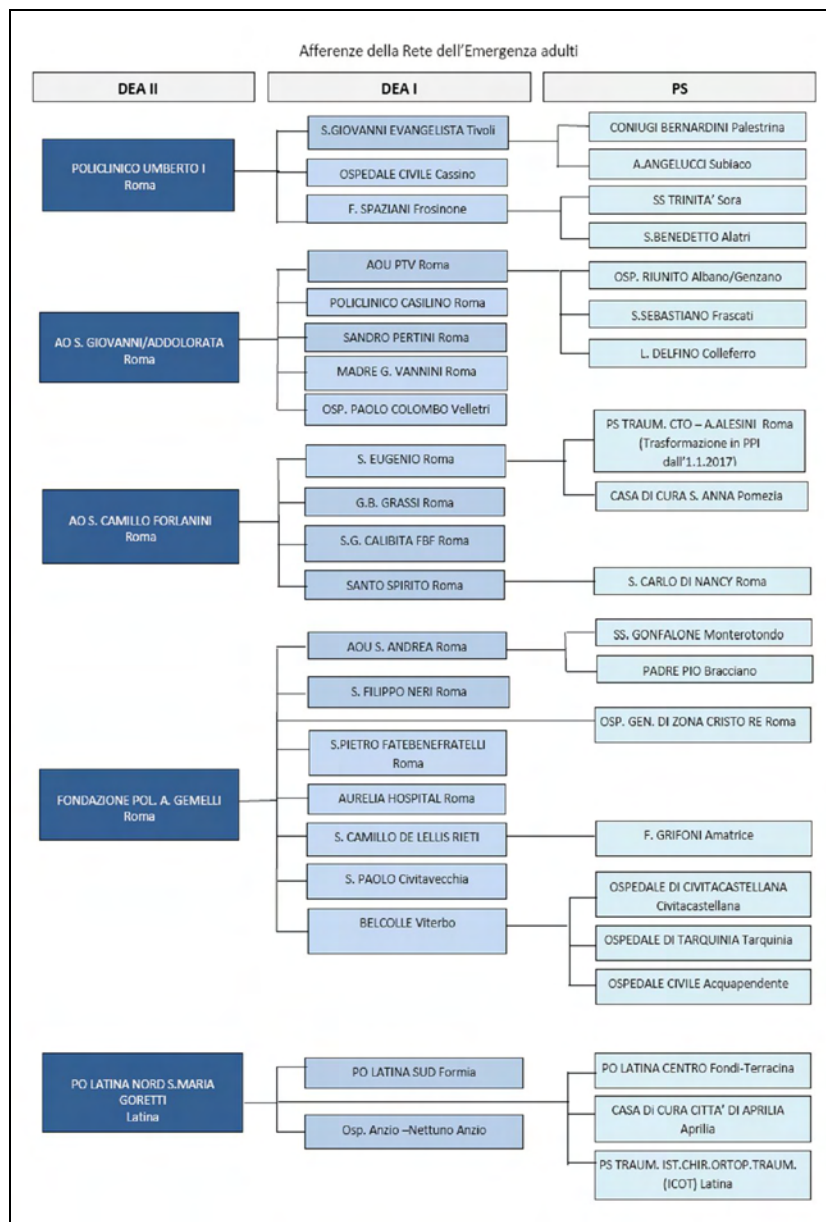 Afferenze della Rete dell'Emergenza adulti
DEA II
DEA I
PS
POLICLINICO UMBERTO I
Roma
S.GIOVANNI EVANGELISTA Tivoli
OSPEDALE CIVILE Cassino
F. SPAZIANI Frosinone
CONIUGI BERNARDINI Palestrina
A.ANGELUCCI Subiaco
SS TRINITA' Sora
S.BENEDETTO Alatri
AO S. GIOVANNI/ADDOLORATA
Roma
AOU PTV Roma
POLICLINICO CASILINO Roma
SANDRO PERTINI Roma
MADRE G. VANNINI Roma
OSP. PAOLO COLOMBO Velletri
OSP. RIUNITO Albano/Genzano
S.SEBASTIANO Frascati
L. DELFINO Colleferro
AO S. CAMILLO FORLANINI
Roma
S. EUGENIO Roma
G.B. GRASSI Roma
S.G. CALIBITA FBF Roma
SANTO SPIRITO Roma
PS TRAUM. CTO – A.ALESINI Roma
(Trasformazione in PPI
dall'1.1.2017)
CASA DI CURA S. ANNA Pomezia
S. CARLO DI NANCY Roma
FONDAZIONE POL. A. GEMELLI
Roma
AOU S. ANDREA Roma
S. FILIPPO NERI Roma
S.PIETRO FATEBENEFRATELLI
Roma
AURELIA HOSPITAL Roma
S. CAMILLO DE LELLIS RIETI
S. PAOLO Civitavecchia
BELCOLLE Viterbo
SS. GONFALONE Monterotondo
PADRE PIO Bracciano
OSP. GEN. DI ZONA CRISTO RE Roma
F. GRIFONI Amatrice
OSPEDALE DI CIVITACASTELLANA
Civitacastellana
OSPEDALE DI TARQUINIA Tarquinia
OSPEDALE CIVILE Acquapendente
PO LATINA NORD S.MARIA
GORETTI
Latina
PO LATINA SUD Formia
Osp. Anzio –Nettuno Anzio
PO LATINA CENTRO Fondi-Terracina
CASA Di CURA CITTA' DI APRILIA
Aprilia
PS TRAUM. IST.CHIR.ORTOP.TRAUM.
(ICOT) Latina